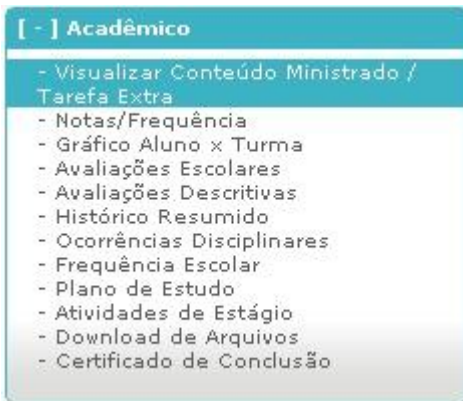 [ - ] Acadêmico
- Visualizar Conteúdo Ministrado /
Tarefa Extra
- Notas/Frequência
- Gráfico Aluno x Turma
- Avaliações Escolares
- Avaliações Descritivas
- Histórico Resumido
- Ocorrências Disciplinares
- Frequência Escolar
- Plano de Estudo
- Atividades de Estágio
- Download de Arquivos
- Certificado de Conclusão